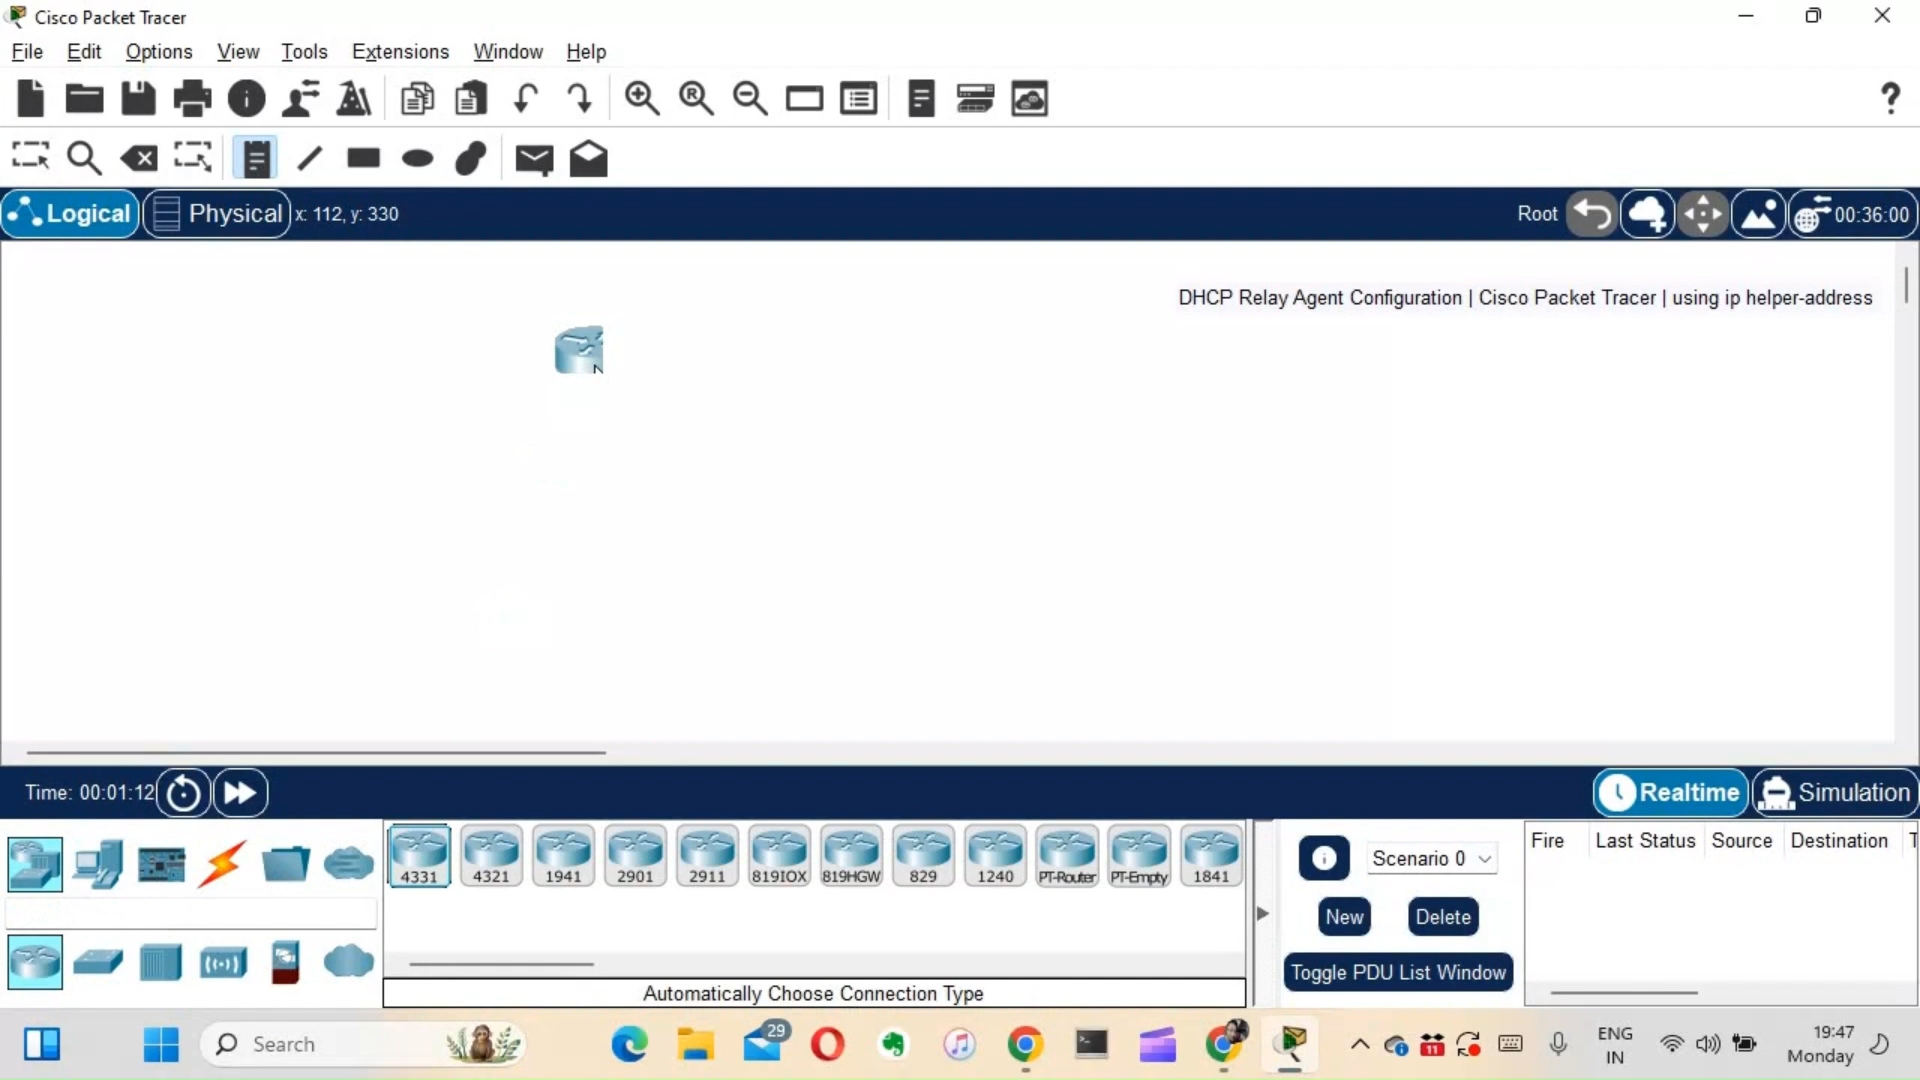 Cisco Packet Tracer
File Edit Options View Tools Extensions Window Help
Logical Physical x: 112, y: 330 Root 00:36:00
DHCP Relay Agent Configuration | Cisco Packet Tracer | using ip helper-address
Time: 00:01:12 Realtime Simulation
4331 4321 1941 2901 2911 819IOX 819HGW 829 1240 PT-Router PT-Empty 1841
Scenario 0
Fire Last Status Source Destination T
New Delete
Toggle PDU List Window
Automatically Choose Connection Type
Search
29
11
ENG
IN
19:47
Monday